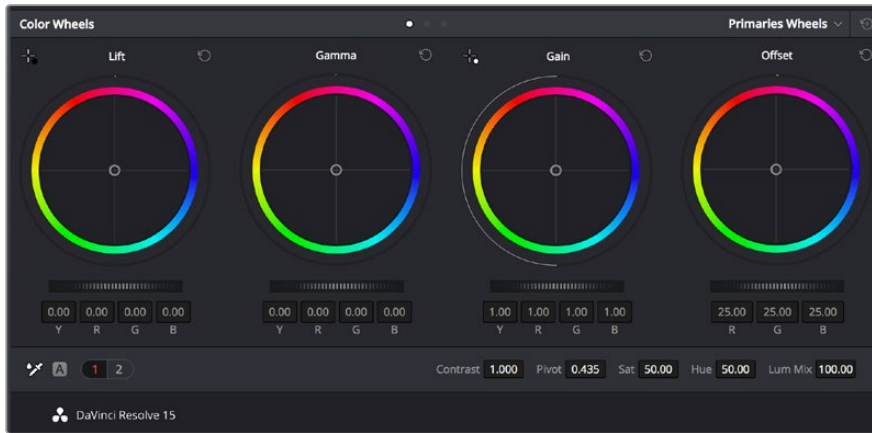 Color Wheels Primaries Wheels
Lift Gamma Gain Offset
0.00 0.00 0.00 0.00 0.00 0.00 0.00 0.00 1.00 1.00 1.00 1.00 25.00 25.00 25.00
Y R G B Y R G B Y R G B R G B
A 1 2 Contrast 1.000 Pivot 0.435 Sat 50.00 Hue 50.00 Lum Mix 100.00
DaVinci Resolve 15